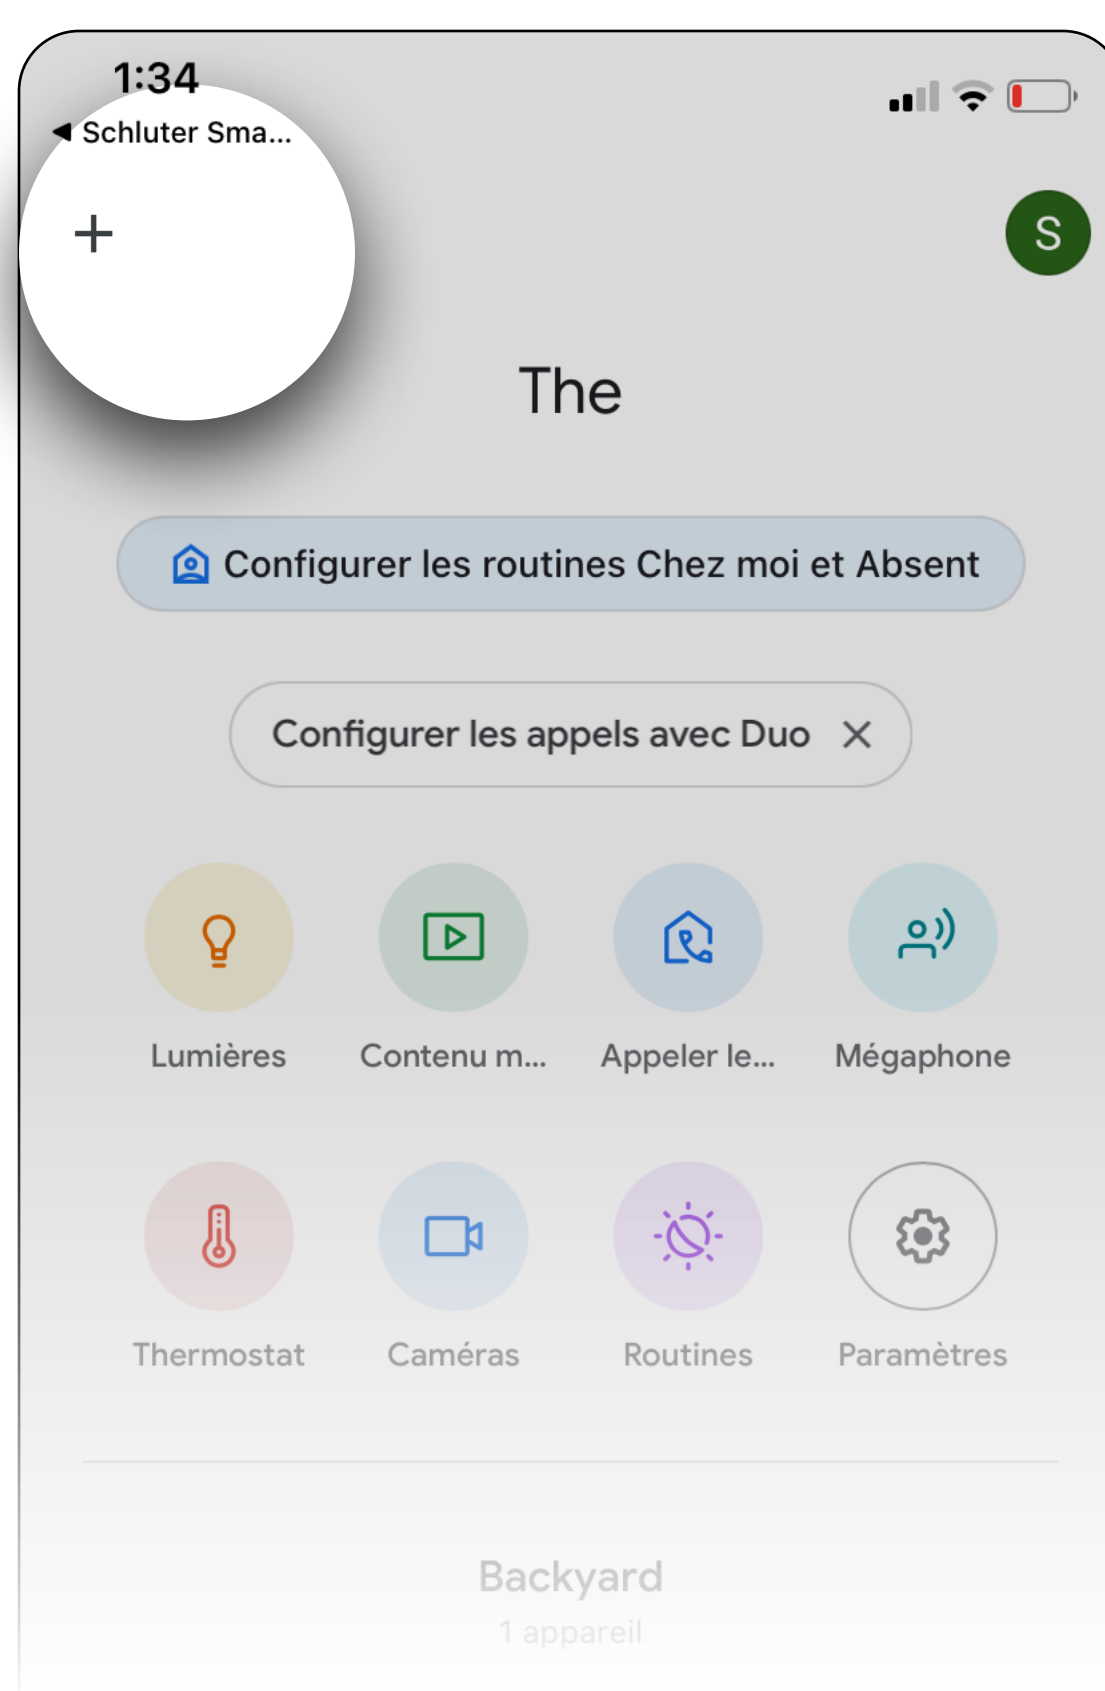 1:34
◀ Schluter Sma...
+
S
The
Configurer les routines Chez moi et Absent
Configurer les appels avec Duo ×
Lumières
Contenu m...
Appeler le...
Mégaphone
Thermostat
Caméras
Routines
Paramètres
Backyard
1 appareil